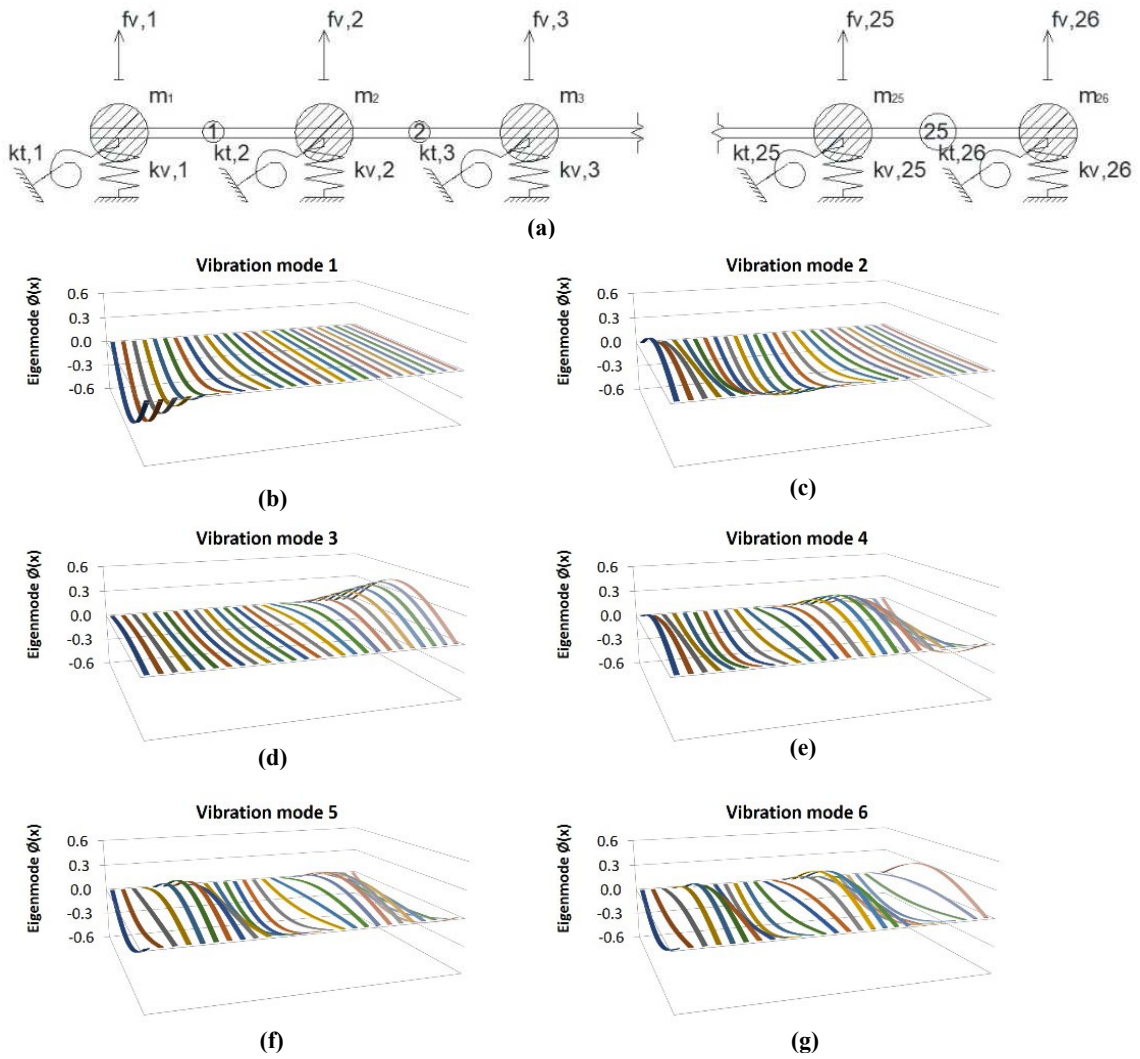 fv,1 fv,2 fv,3 fv,25 fv,26
m1 m2 m3 m25 m26
1 2 25
kt,1 kt,2 kt,3 kt,25 kt,26
kv,1 kv,2 kv,3 kv,25 kv,26
(a)
Vibration mode 1
Eigenmode Ø(x)
0.6
0.3
0.0
-0.3
-0.6
(b)
Vibration mode 2
Eigenmode Ø(x)
0.6
0.3
0.0
-0.3
-0.6
(c)
Vibration mode 3
Eigenmode Ø(x)
0.6
0.3
0.0
-0.3
-0.6
(d)
Vibration mode 4
Eigenmode Ø(x)
0.6
0.3
0.0
-0.3
-0.6
(e)
Vibration mode 5
Eigenmode Ø(x)
0.6
0.3
0.0
-0.3
-0.6
(f)
Vibration mode 6
Eigenmode Ø(x)
0.6
0.3
0.0
-0.3
-0.6
(g)